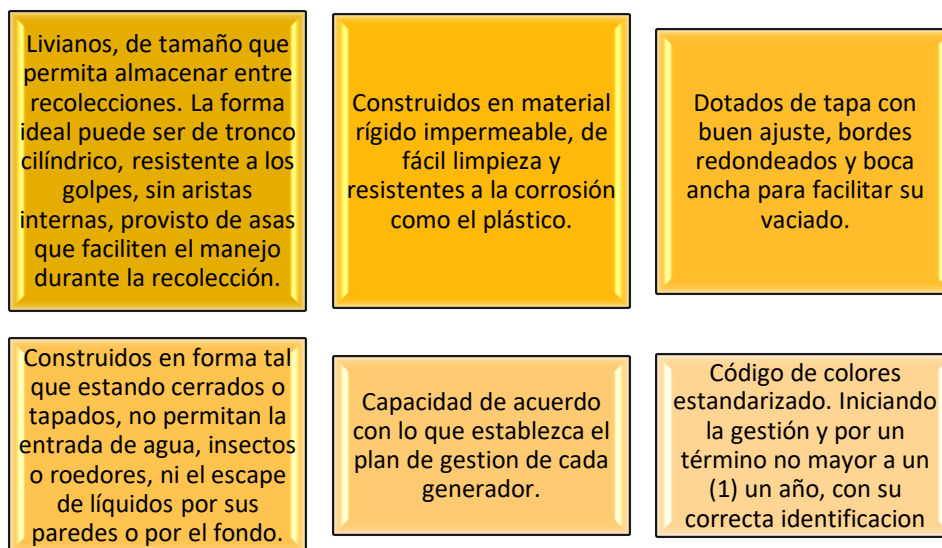 Livianos, de tamaño que
permita almacenar entre
recolecciones. La forma
ideal puede ser de tronco
cilíndrico, resistente a los
golpes, sin aristas
internas, provisto de asas
que faciliten el manejo
durante la recolección.
Construidos en material
rígido impermeable, de
fácil limpieza y
resistentes a la corrosión
como el plástico.
Dotados de tapa con
buen ajuste, bordes
redondeados y boca
ancha para facilitar su
vaciado.
Construidos en forma tal
que estando cerrados o
tapados, no permitan la
entrada de agua, insectos
o roedores, ni el escape
de líquidos por sus
paredes o por el fondo.
Capacidad de acuerdo
con lo que establezca el
plan de gestion de cada
generador.
Código de colores
estandarizado. Iniciando
la gestión y por un
término no mayor a un
(1) un año, con su
correcta identificacion